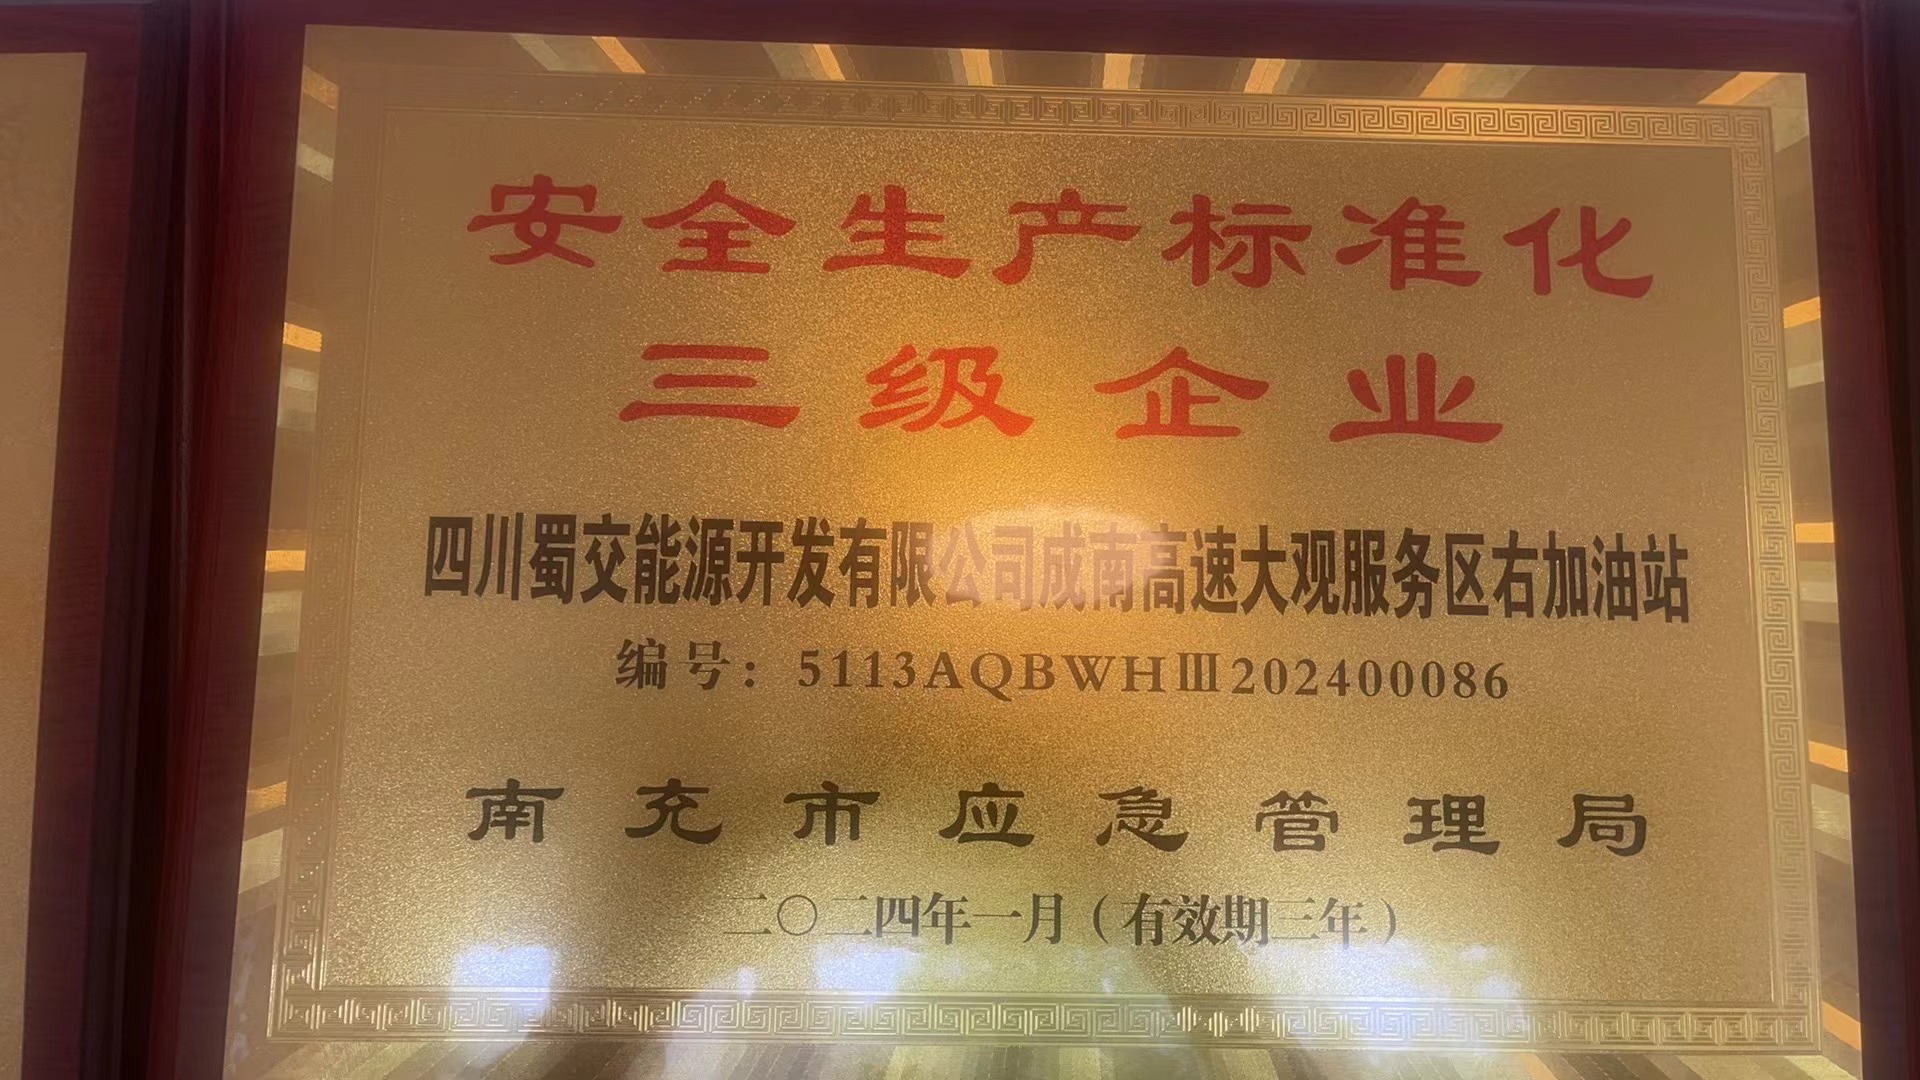 安全生产标准化
三级企业
四川蜀交能源开发有限公司成南高速大观服务区右加油站
编号：5113AQBWHⅢ202400086
南充市应急管理局
二〇二四年一月（有效期三年）